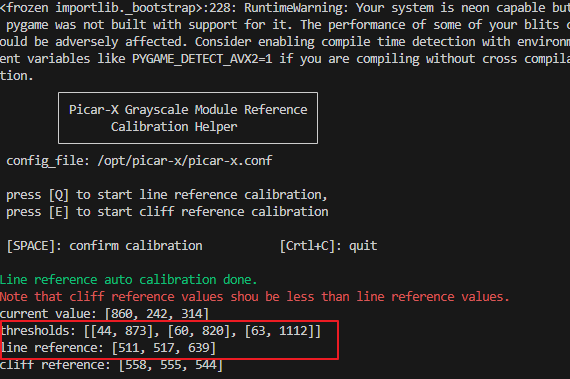 <frozen importlib._bootstrap>:228: RuntimeWarning: Your system is neon capable but
pygame was not built with support for it. The performance of some of your blits c
ould be adversely affected. Consider enabling compile time detection with environm
ent variables like PYGAME_DETECT_AVX2=1 if you are compiling without cross compila
tion.
Picar-X Grayscale Module Reference
Calibration Helper
config_file: /opt/picar-x/picar-x.conf
press [Q] to start line reference calibration,
press [E] to start cliff reference calibration
[SPACE]: confirm calibration [Crtl+C]: quit
Line reference auto calibration done.
Note that cliff reference values shou be less than line reference values.
current value: [860, 242, 314]
thresholds: [[44, 873], [60, 820], [63, 1112]]
line reference: [511, 517, 639]
cliff reference: [558, 555, 544]